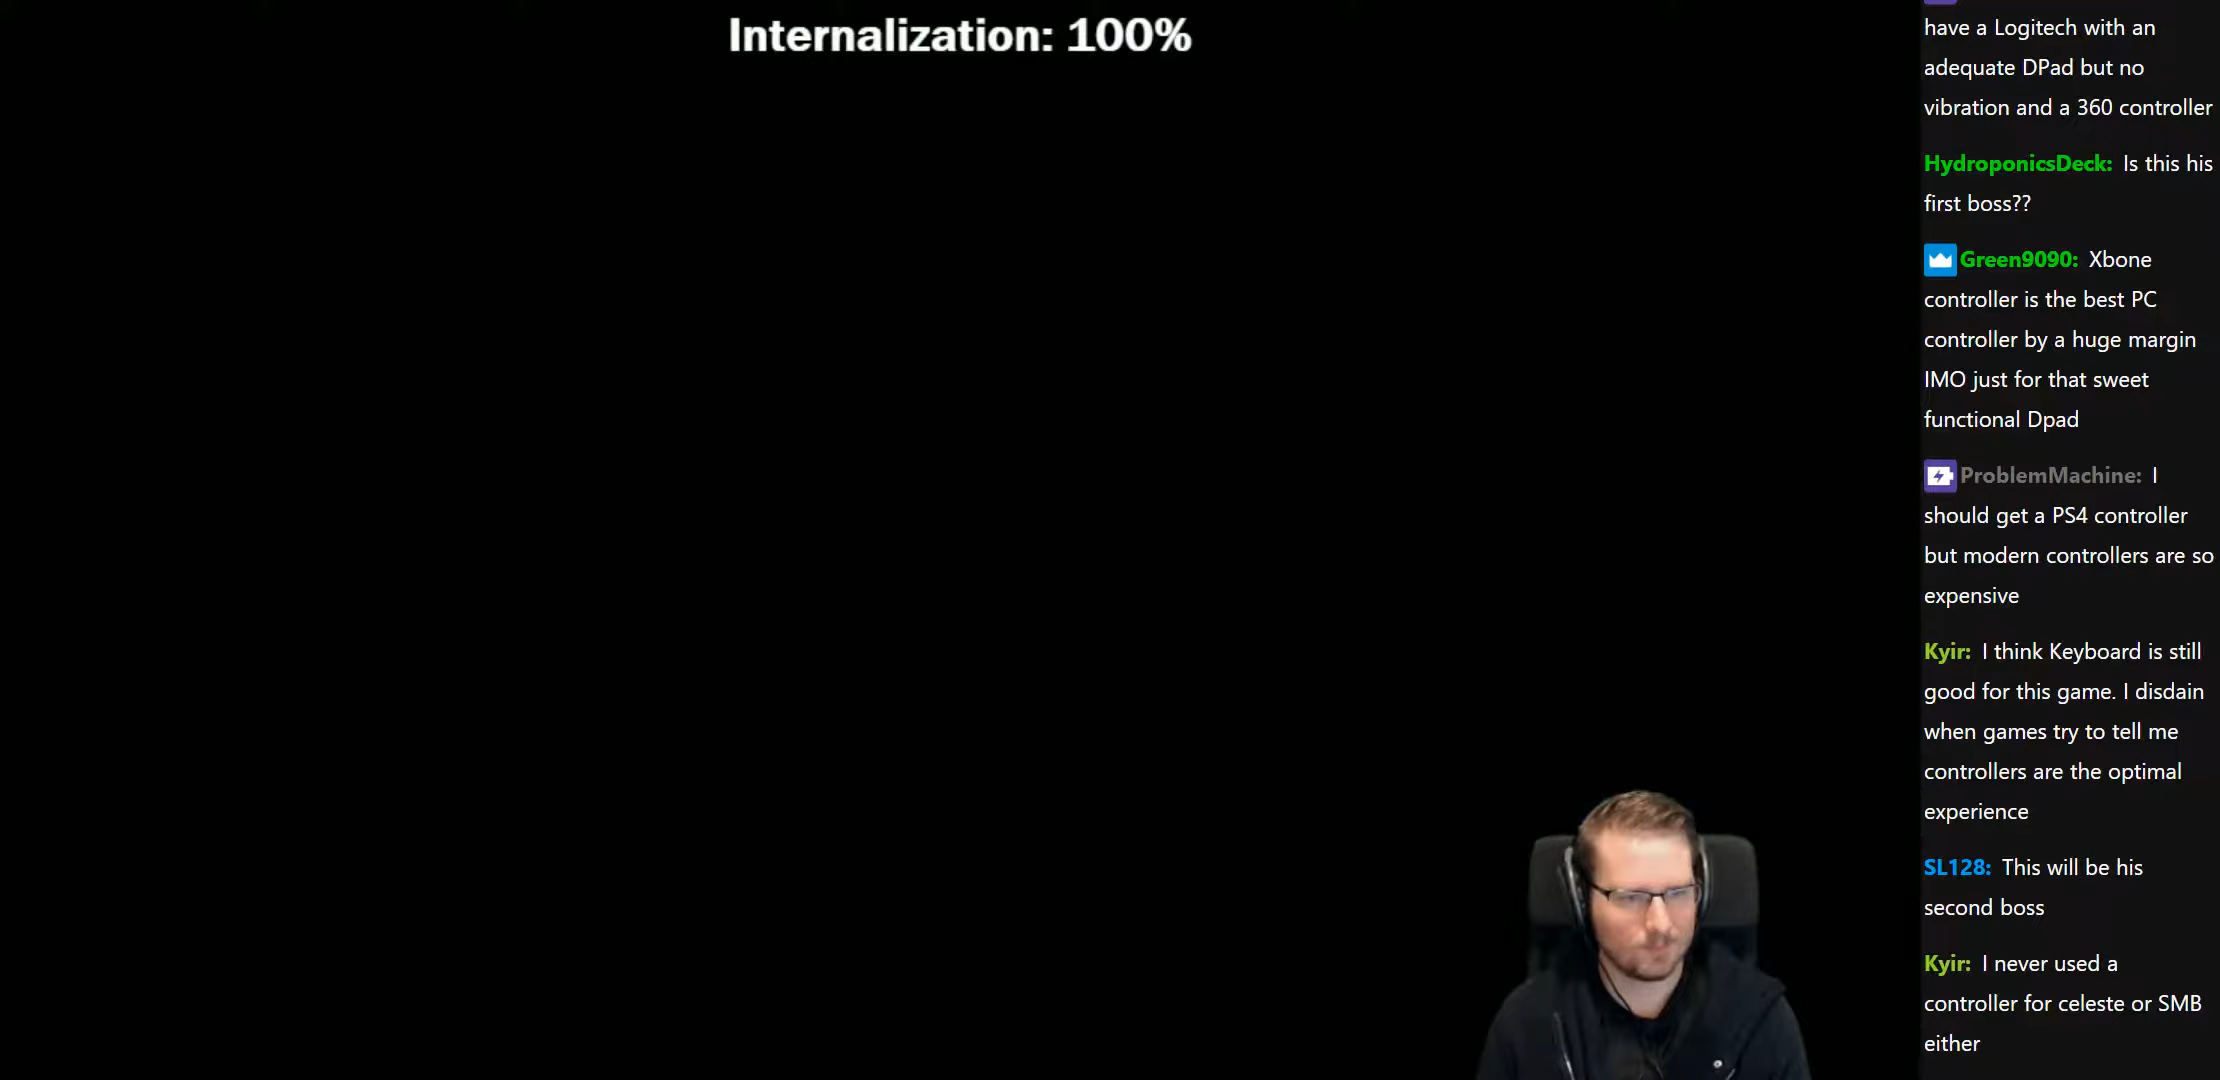 Internalization: 100%
have a Logitech with an
adequate DPad but no
vibration and a 360 controller
HydroponicsDeck: Is this his
first boss??
Green9090: Xbone
controller is the best PC
controller by a huge margin
IMO just for that sweet
functional Dpad
ProblemMachine: I
should get a PS4 controller
but modern controllers are so
expensive
Kyir: I think Keyboard is still
good for this game. I disdain
when games try to tell me
controllers are the optimal
experience
SL128: This will be his
second boss
Kyir: I never used a
controller for celeste or SMB
either